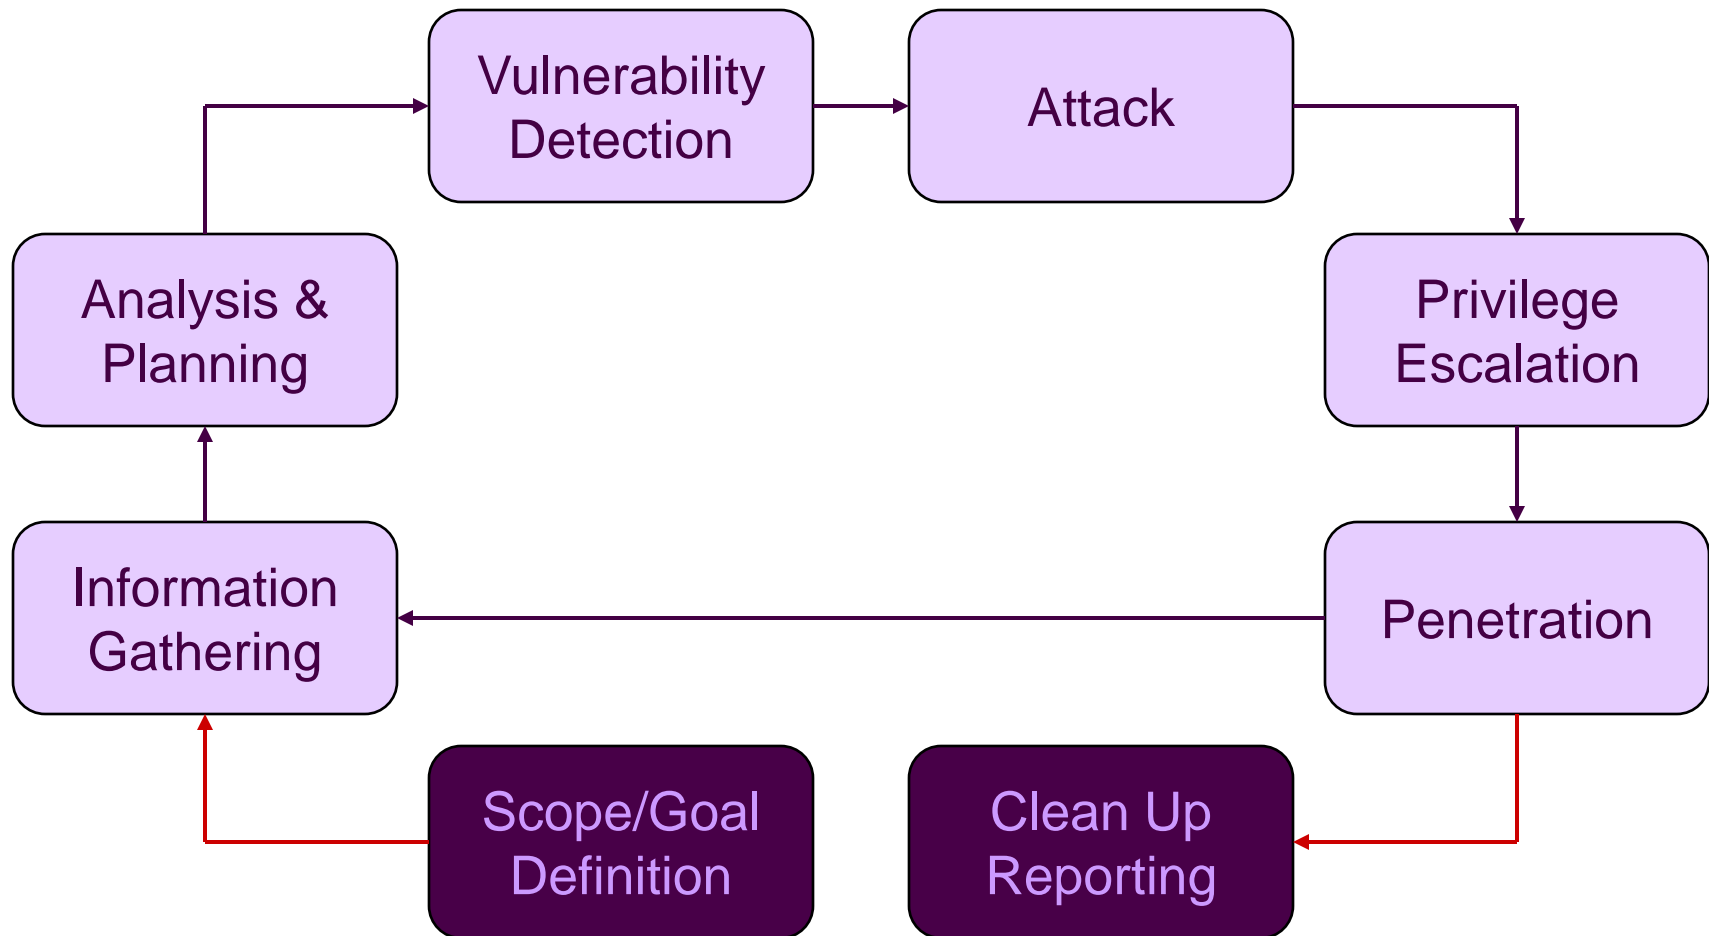 Vulnerability
Detection
Attack
Analysis &
Planning
Privilege
Escalation
Information
Gathering
Penetration
Scope/Goal
Definition
Clean Up
Reporting